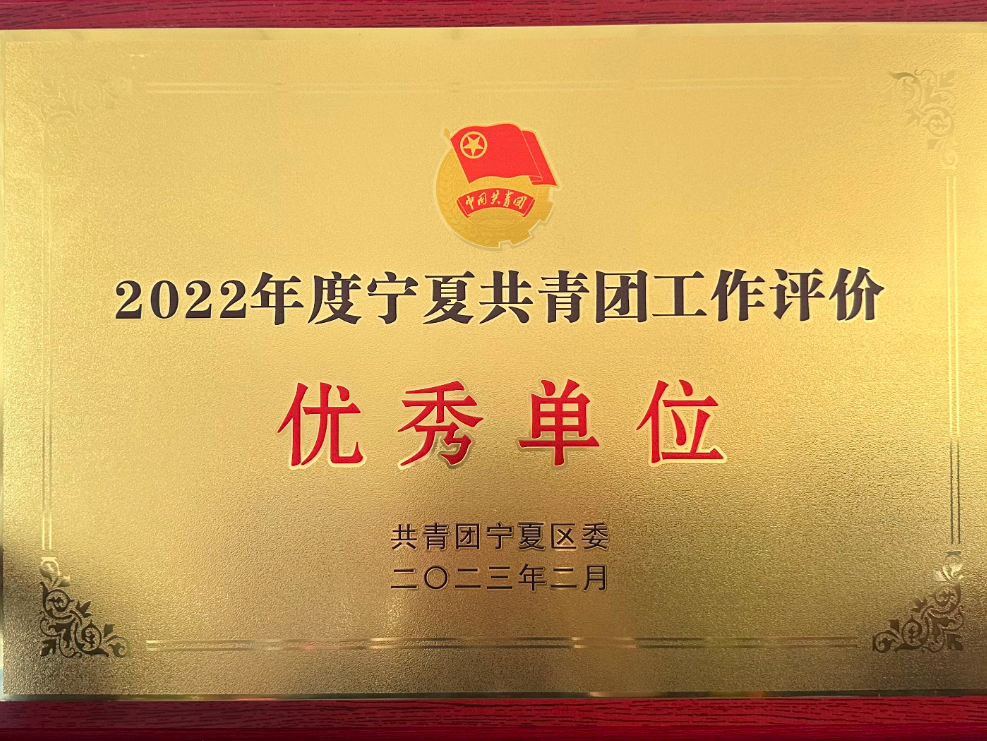 中国共青团
2022年度宁夏共青团工作评价
优秀单位
共青团宁夏区委
二〇二三年二月